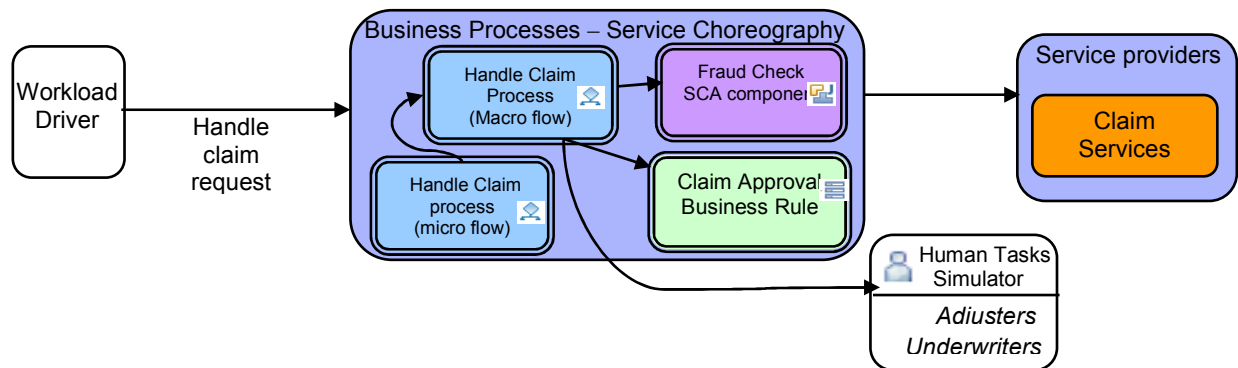 Business Processes – Service Choreography
Workload
Driver
Handle
claim
request
Handle Claim
Process
(Macro flow)
Fraud Check
SCA component
Handle Claim
process
(micro flow)
Claim Approval
Business Rule
Service providers
Claim
Services
Human Tasks
Simulator
Adjusters
Underwriters